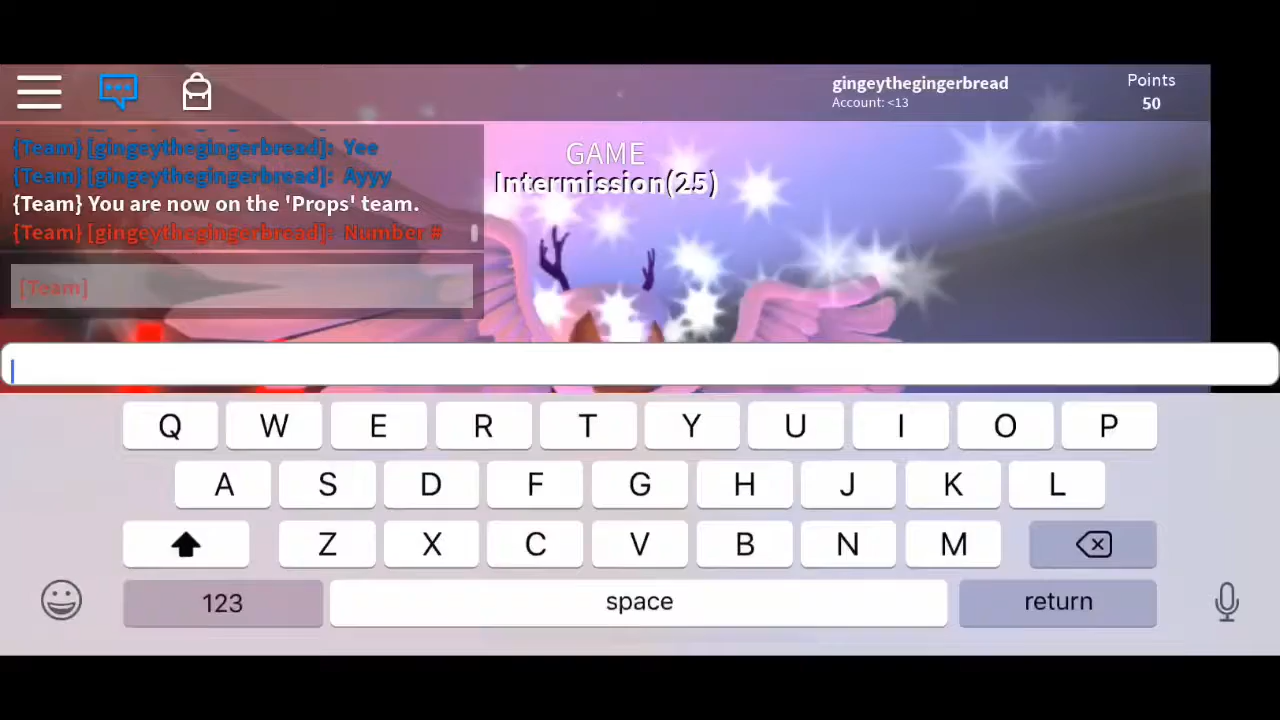 gingeythegingerbread
Account: <13
Points
50
{Team} [gingeythegingerbread]: Yee
{Team} [gingeythegingerbread]: Ayyy
{Team} You are now on the 'Props' team.
{Team} [gingeythegingerbread]: Number #
[Team]
GAME
Intermission(25)
Q W E R T Y U I O P
A S D F G H J K L
Z X C V B N M
123 space return